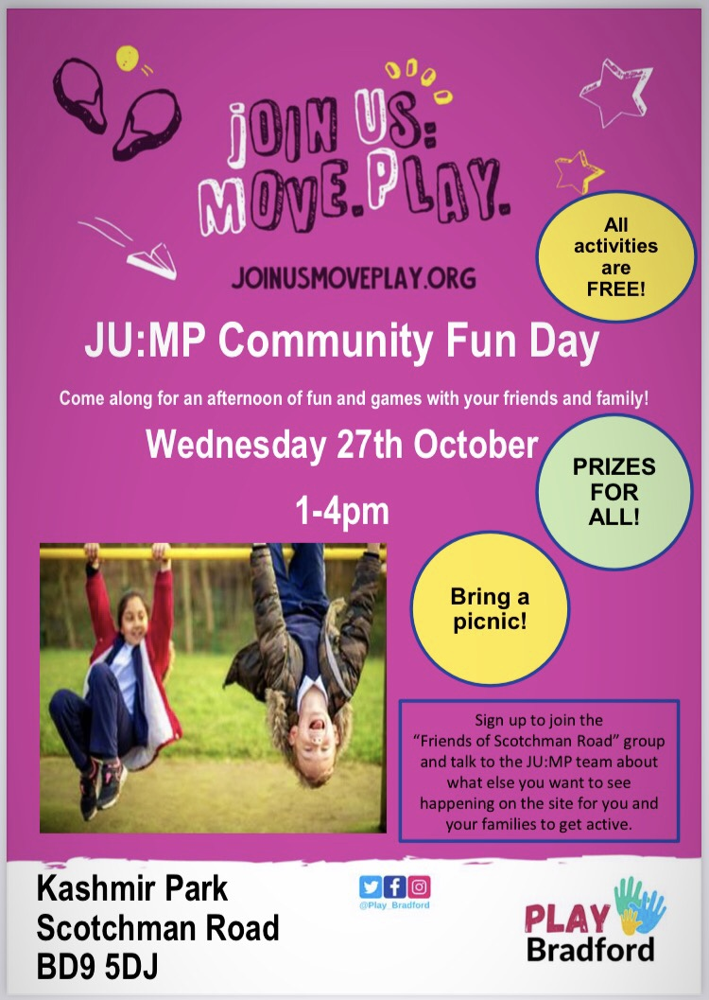 JOIN US:
MOVE.PLAY.
JOINUSMOVEPLAY.ORG
All
activities
are
FREE!
JU:MP Community Fun Day
Come along for an afternoon of fun and games with your friends and family!
Wednesday 27th October
1-4pm
PRIZES
FOR
ALL!
Bring a
picnic!
Sign up to join the
“Friends of Scotchman Road” group
and talk to the JU:MP team about
what else you want to see
happening on the site for you and
your families to get active.
Kashmir Park
Scotchman Road
BD9 5DJ
@Play_Bradford
PLAY
Bradford